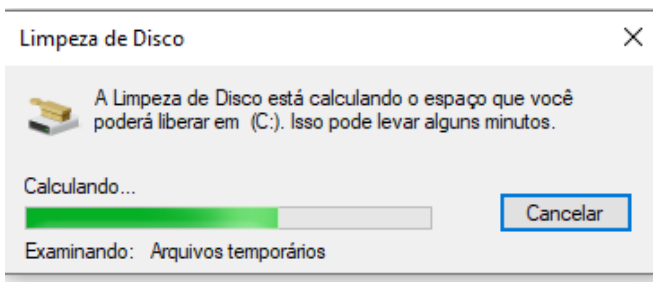 Limpeza de Disco
A Limpeza de Disco está calculando o espaço que você
poderá liberar em (C:). Isso pode levar alguns minutos.
Calculando...
Cancelar
Examinando: Arquivos temporários